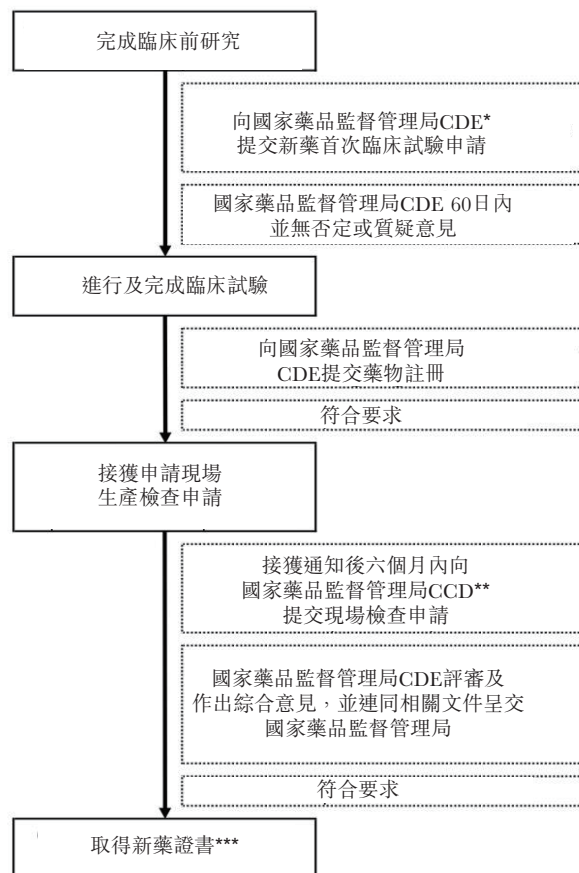 完成臨床前研究
向國家藥品監督管理局CDE*
提交新藥首次臨床試驗申請
國家藥品監督管理局CDE 60日內
並無否定或質疑意見
進行及完成臨床試驗
向國家藥品監督管理局
CDE提交藥物註冊
符合要求
接獲申請現場
生產檢查申請
接獲通知後六個月內向
國家藥品監督管理局CCD**
提交現場檢查申請
國家藥品監督管理局CDE評審及
作出綜合意見，並連同相關文件呈交
國家藥品監督管理局
符合要求
取得新藥證書***